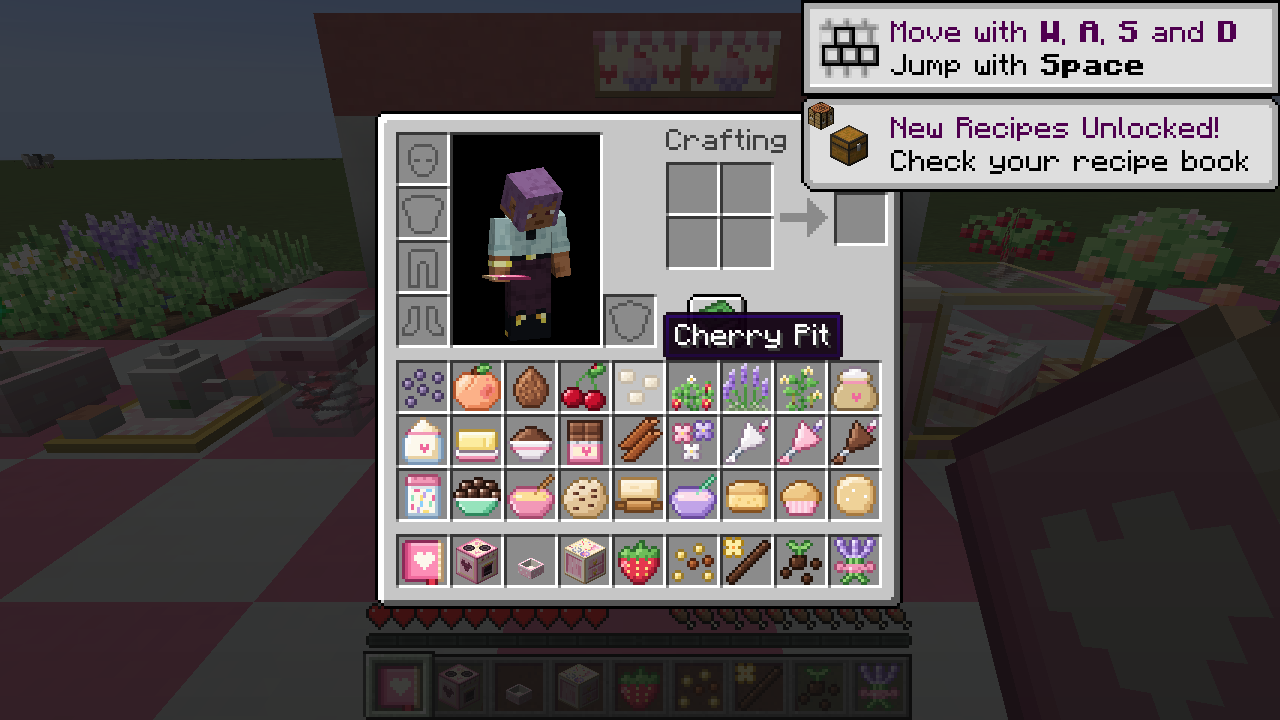 Move with W, A, S and D
Jump with Space
New Recipes Unlocked!
Check your recipe book
Crafting
Cherry Pit